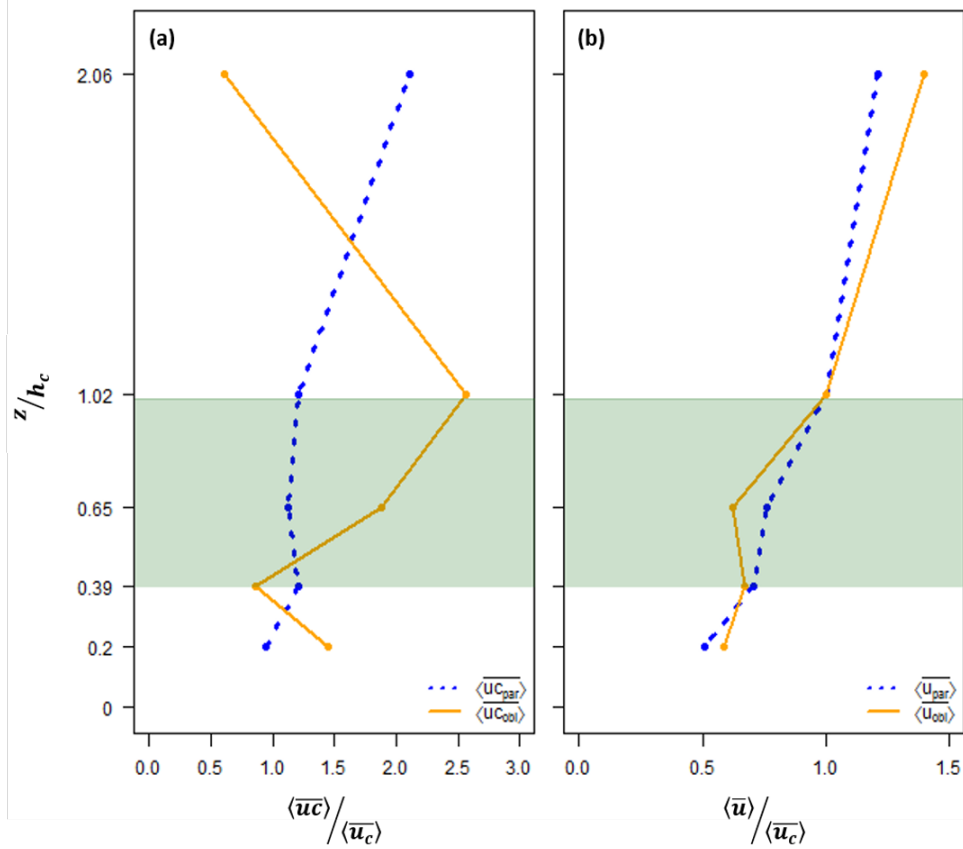 (a)
(b)
2.06
1.02
0.65
0.39
0.2
0
z/h_c
⟨uc_par⟩
⟨uc_obl⟩
⟨u_par⟩
⟨u_obl⟩
0.0 0.5 1.0 1.5 2.0 2.5 3.0
0.0 0.5 1.0 1.5
⟨uc⟩/⟨u_c⟩
⟨u⟩/⟨u_c⟩